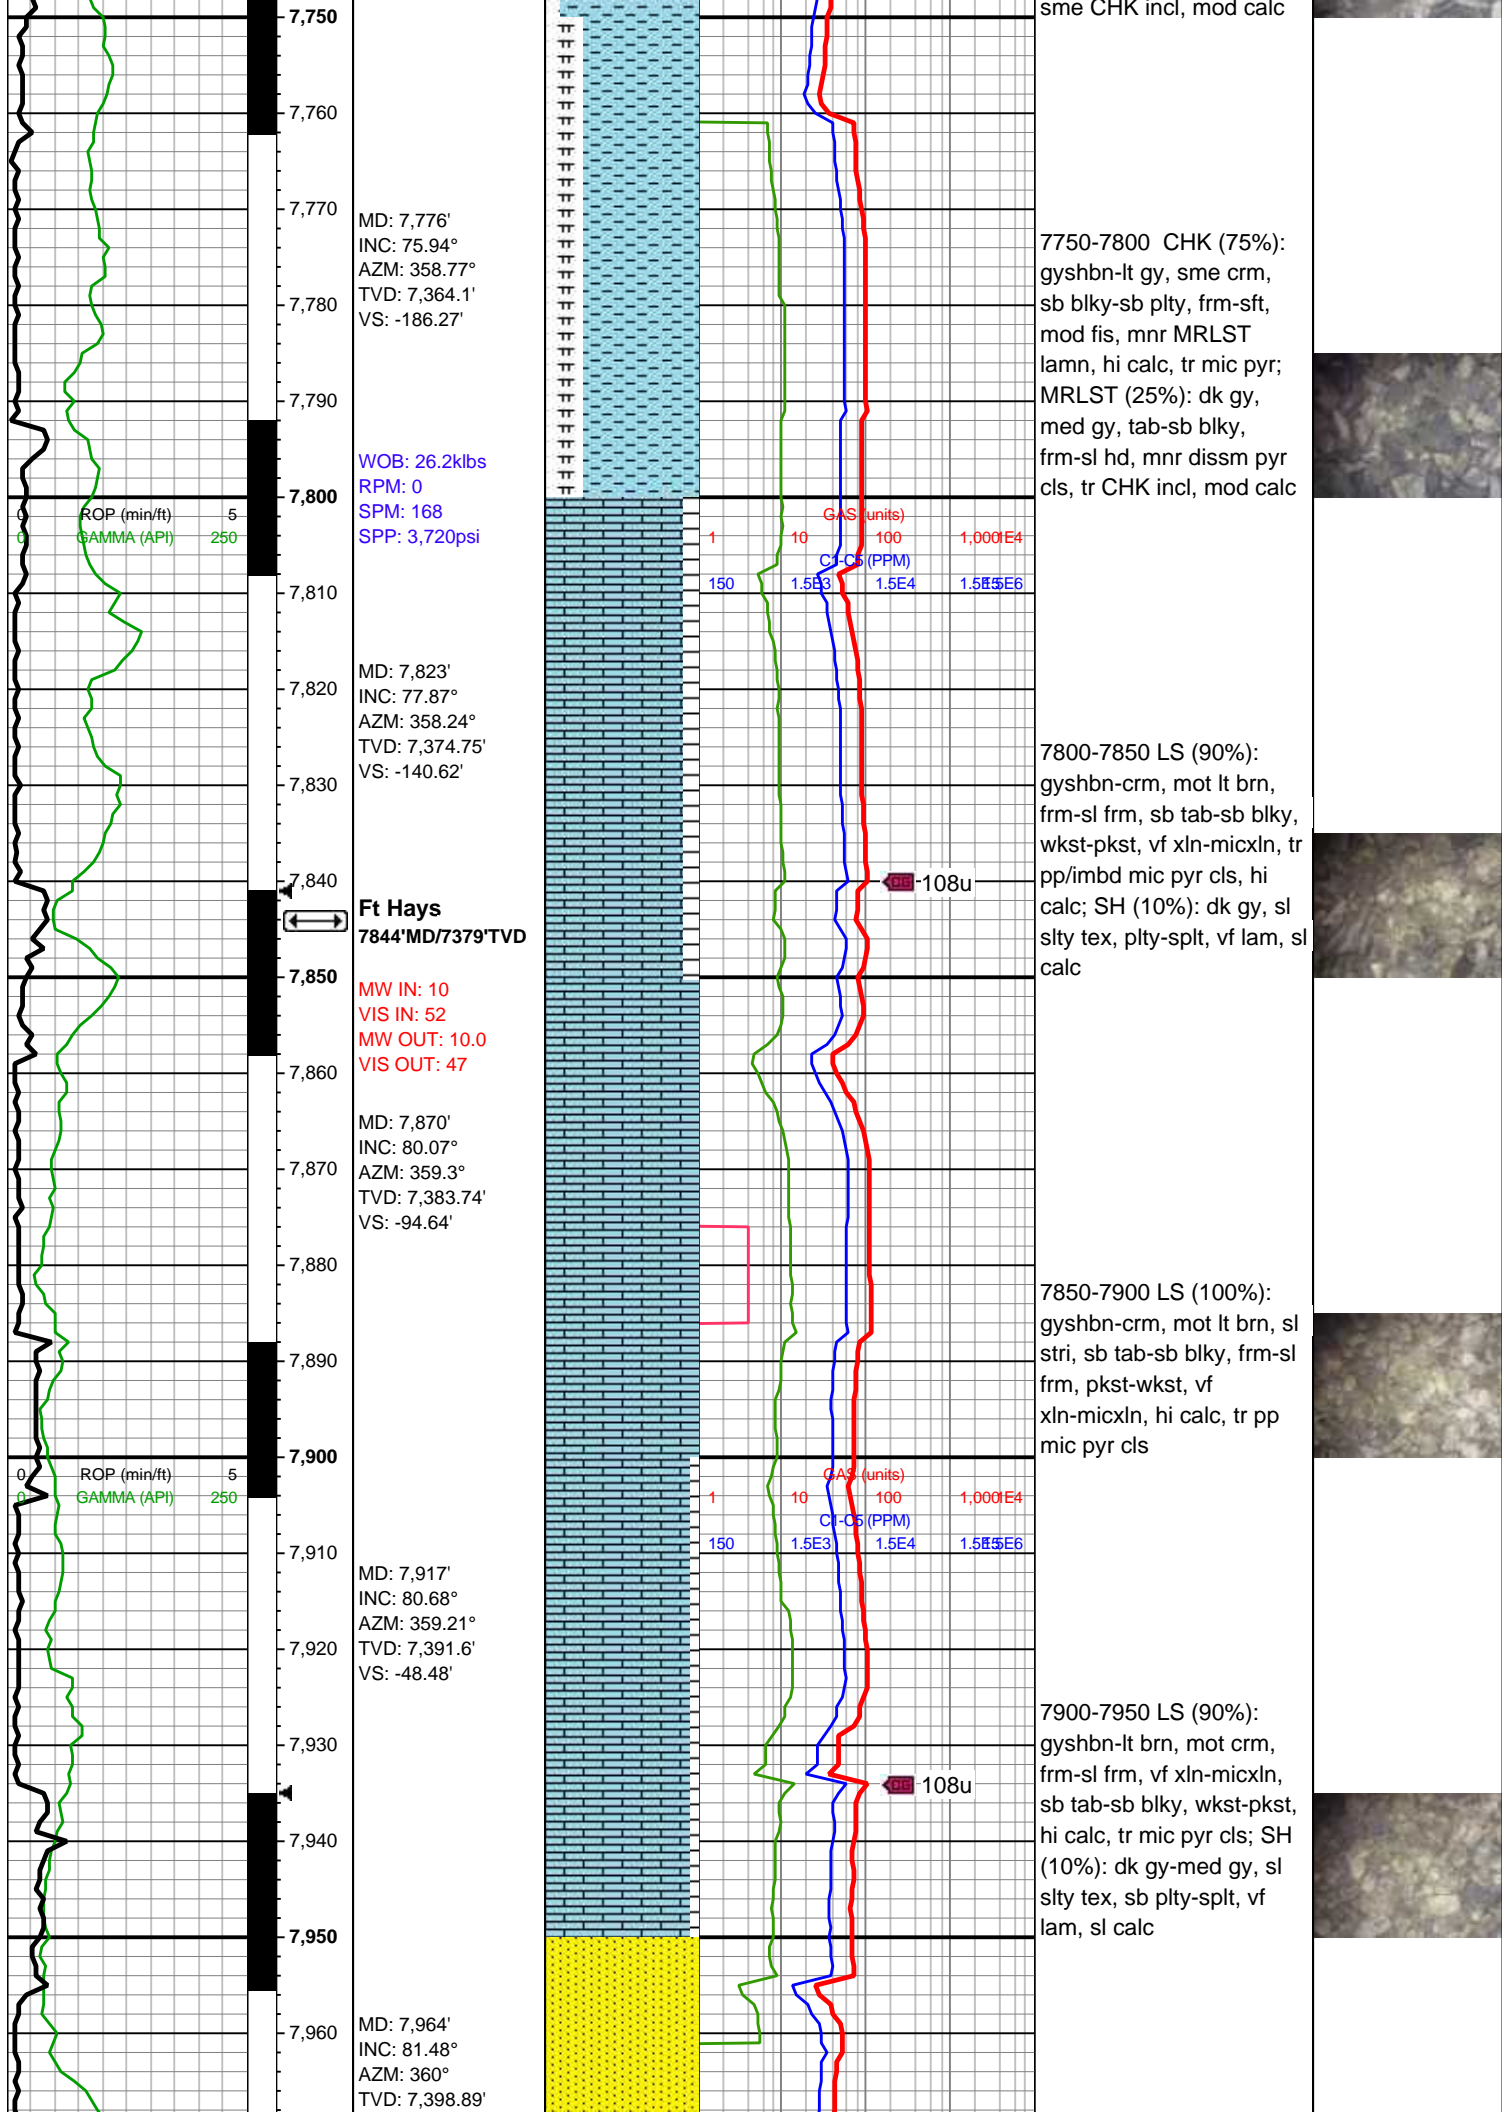 sme CHK incl, mod calc
7,750
7,760
7,770
MD: 7,776'
INC: 75.94°
AZM: 358.77°
TVD: 7,364.1'
VS: -186.27'
7,780
7,790
7750-7800 CHK (75%):
gyshbn-lt gy, sme crm,
sb blky-sb plty, frm-sft,
mod fis, mnr MRLST
lamn, hi calc, tr mic pyr;
MRLST (25%): dk gy,
med gy, tab-sb blky,
frm-sl hd, mnr dissm pyr
cls, tr CHK incl, mod calc
WOB: 26.2klbs
RPM: 0
SPM: 168
SPP: 3,720psi
7,800
0 ROP (min/ft) 5
0 GAMMA (API) 250
GAS (units)
1 10 100 1,000 1E4
C1-C5 (PPM)
150 1.5E3 1.5E4 1.5E5 1.5E6
7,810
MD: 7,823'
INC: 77.87°
AZM: 358.24°
TVD: 7,374.75'
VS: -140.62'
7,820
7,830
7,840
7800-7850 LS (90%):
gyshbn-crm, mot lt brn,
frm-sl frm, sb tab-sb blky,
wkst-pkst, vf xln-micxln, tr
pp/imbd mic pyr cls, hi
calc; SH (10%): dk gy, sl
slty tex, plty-splt, vf lam, sl
calc
CG 108u
Ft Hays
7844'MD/7379'TVD
7,850
MW IN: 10
VIS IN: 52
MW OUT: 10.0
VIS OUT: 47
7,860
MD: 7,870'
INC: 80.07°
AZM: 359.3°
TVD: 7,383.74'
VS: -94.64'
7,870
7,880
7,890
7850-7900 LS (100%):
gyshbn-crm, mot lt brn, sl
stri, sb tab-sb blky, frm-sl
frm, pkst-wkst, vf
xln-micxln, hi calc, tr pp
mic pyr cls
7,900
0 ROP (min/ft) 5
0 GAMMA (API) 250
GAS (units)
1 10 100 1,000 1E4
C1-C5 (PPM)
150 1.5E3 1.5E4 1.5E5 1.5E6
7,910
MD: 7,917'
INC: 80.68°
AZM: 359.21°
TVD: 7,391.6'
VS: -48.48'
7,920
7,930
7,940
7900-7950 LS (90%):
gyshbn-lt brn, mot crm,
frm-sl frm, vf xln-micxln,
sb tab-sb blky, wkst-pkst,
hi calc, tr mic pyr cls; SH
(10%): dk gy-med gy, sl
slty tex, sb plty-splt, vf
lam, sl calc
CG 108u
7,950
7,960
MD: 7,964'
INC: 81.48°
AZM: 360°
TVD: 7,398.89'